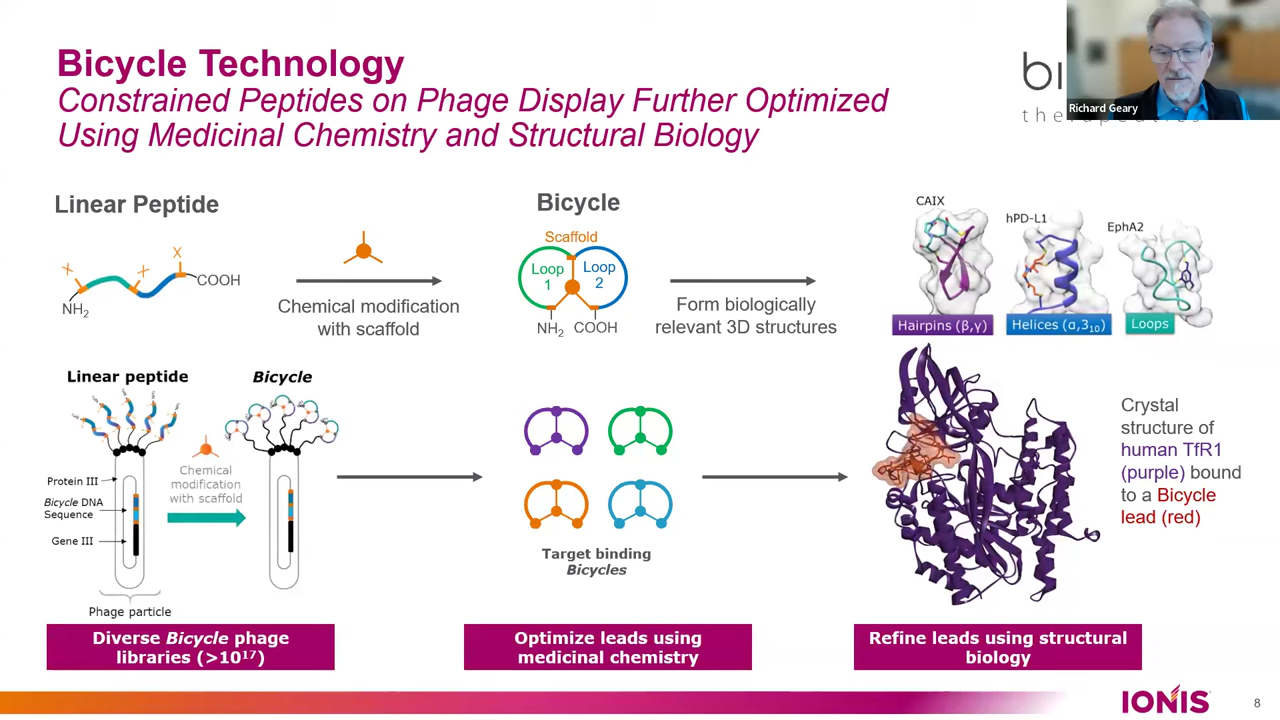 Bicycle Technology
Constrained Peptides on Phage Display Further Optimized
Using Medicinal Chemistry and Structural Biology
Richard Geary
Linear Peptide
X
X
X
COOH
NH2
Chemical modification
with scaffold
Bicycle
Scaffold
Loop
1
Loop
2
NH2 COOH
Form biologically
relevant 3D structures
CAIX
hPD-L1
EphA2
Hairpins (β,γ)
Helices (α,3₁₀)
Loops
Linear peptide
Bicycle
Protein III
Bicycle DNA
Sequence
Gene III
Chemical
modification
with scaffold
Phage particle
Target binding
Bicycles
Crystal
structure of
human TfR1
(purple) bound
to a Bicycle
lead (red)
Diverse Bicycle phage
libraries (>10¹⁷)
Optimize leads using
medicinal chemistry
Refine leads using structural
biology
IONIS
8